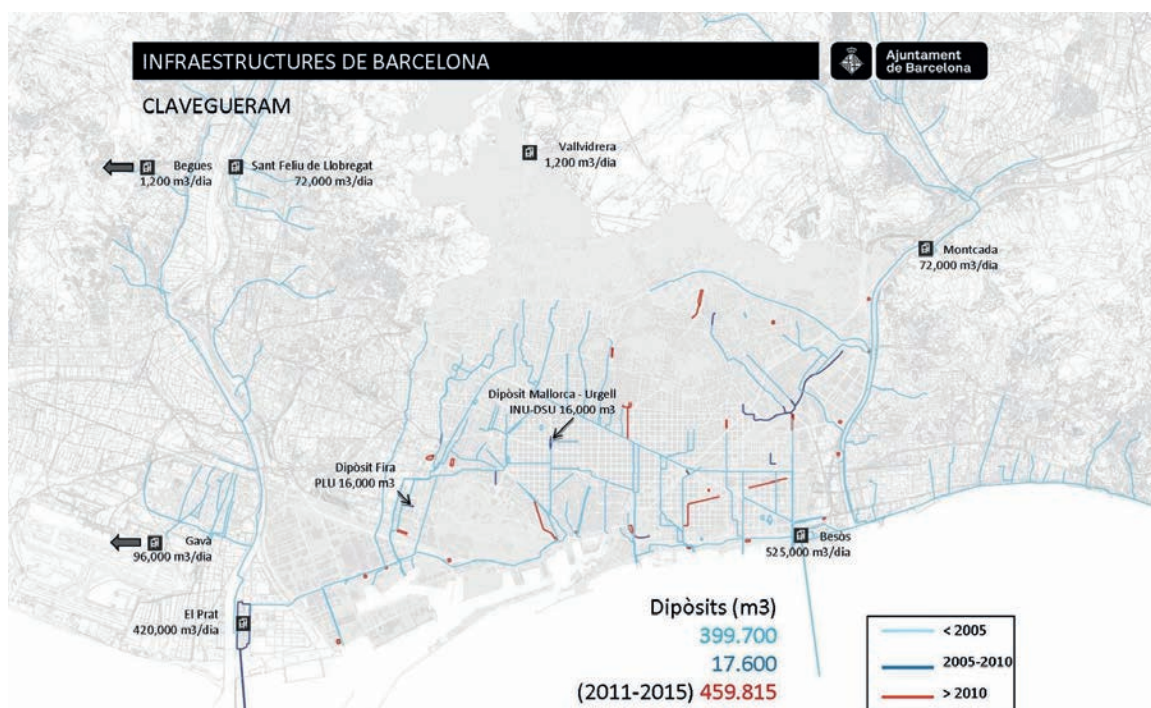 INFRAESTRUCTURES DE BARCELONA
Ajuntament
de Barcelona
CLAVEGUERAM
Begues
1,200 m3/dia
Sant Feliu de Llobregat
72,000 m3/dia
Vallvidrera
1,200 m3/dia
Montcada
72,000 m3/dia
Dipòsit Mallorca - Urgell
INU-DSU 16,000 m3
Dipòsit Fira
PLU 16,000 m3
Gavà
96,000 m3/dia
Besòs
525,000 m3/dia
El Prat
420,000 m3/dia
Dipòsits (m3)
399.700
17.600
(2011-2015) 459.815
< 2005
2005-2010
> 2010